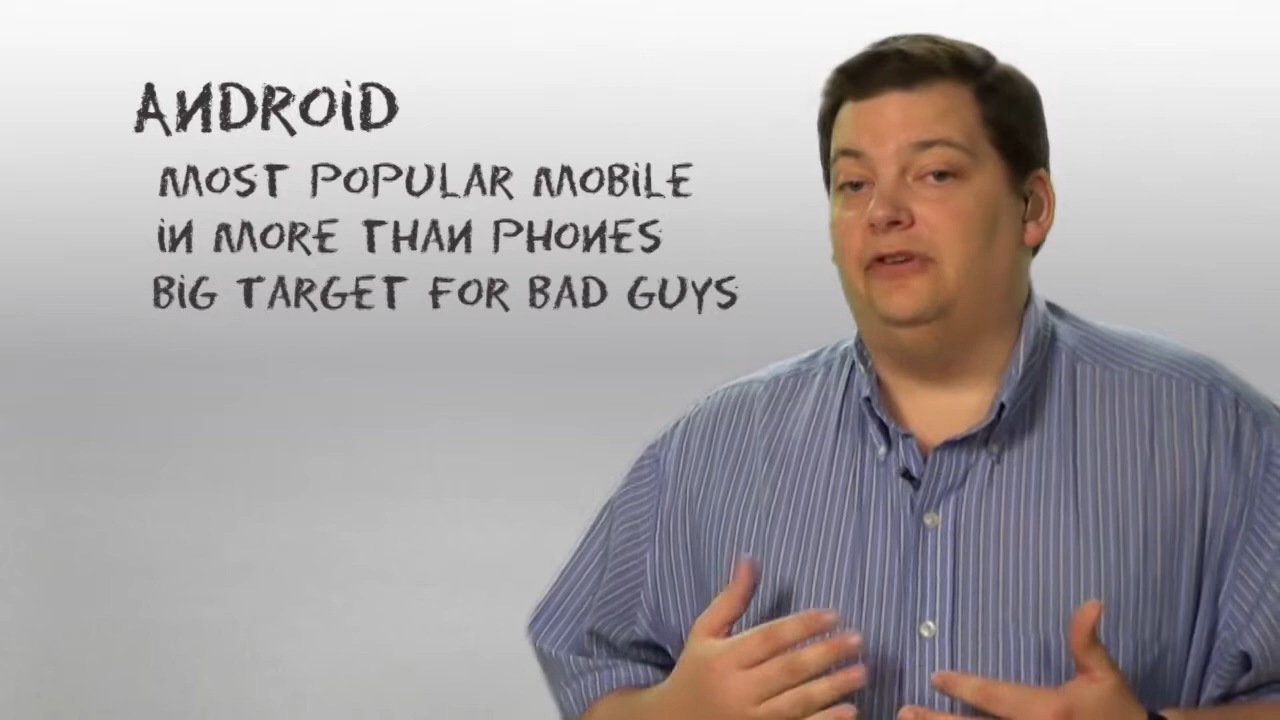 ANDROiD
MOST POPULAR MOBiLE
iN MORE THAN PHONES
BiG TARGET FOR BAD GUYS